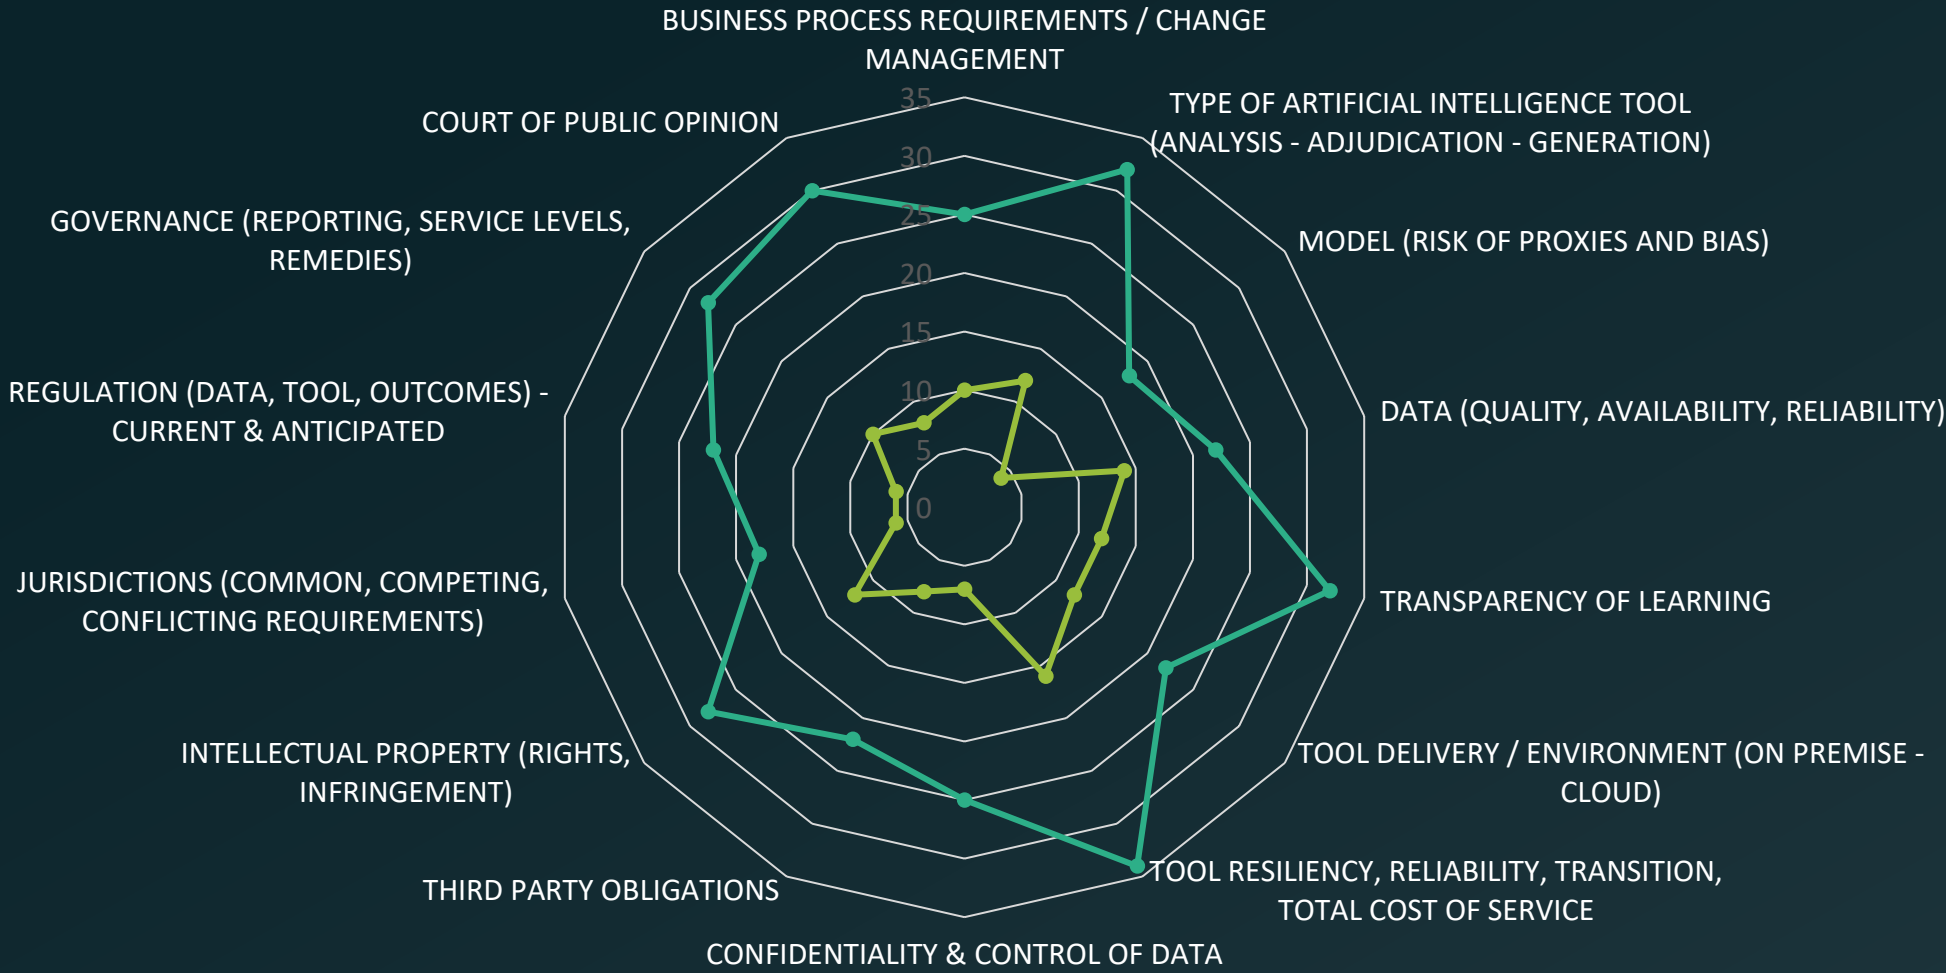 BUSINESS PROCESS REQUIREMENTS / CHANGE
MANAGEMENT
TYPE OF ARTIFICIAL INTELLIGENCE TOOL
(ANALYSIS - ADJUDICATION - GENERATION)
MODEL (RISK OF PROXIES AND BIAS)
DATA (QUALITY, AVAILABILITY, RELIABILITY)
TRANSPARENCY OF LEARNING
TOOL DELIVERY / ENVIRONMENT (ON PREMISE -
CLOUD)
TOOL RESILIENCY, RELIABILITY, TRANSITION,
TOTAL COST OF SERVICE
CONFIDENTIALITY & CONTROL OF DATA
THIRD PARTY OBLIGATIONS
INTELLECTUAL PROPERTY (RIGHTS,
INFRINGEMENT)
JURISDICTIONS (COMMON, COMPETING,
CONFLICTING REQUIREMENTS)
REGULATION (DATA, TOOL, OUTCOMES) -
CURRENT & ANTICIPATED
GOVERNANCE (REPORTING, SERVICE LEVELS,
REMEDIES)
COURT OF PUBLIC OPINION
35
30
25
20
15
10
5
0